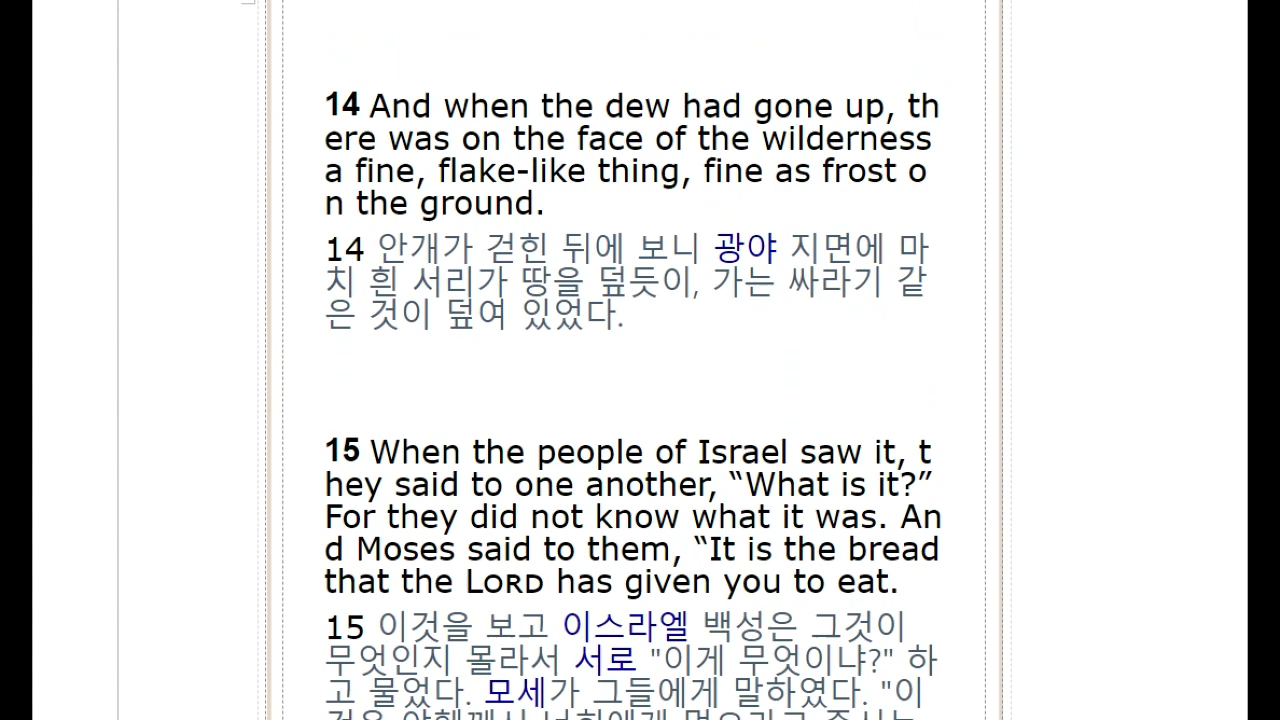 14 And when the dew had gone up, th
ere was on the face of the wilderness
a fine, flake-like thing, fine as frost o
n the ground.
14 안개가 걷힌 뒤에 보니 광야 지면에 마
치 흰 서리가 땅을 덮듯이, 가는 싸라기 같
은 것이 덮여 있었다.
15 When the people of Israel saw it, t
hey said to one another, “What is it?”
For they did not know what it was. An
d Moses said to them, “It is the bread
that the LORD has given you to eat.
15 이것을 보고 이스라엘 백성은 그것이
무엇인지 몰라서 서로 "이게 무엇이냐?" 하
고 물었다. 모세가 그들에게 말하였다. "이